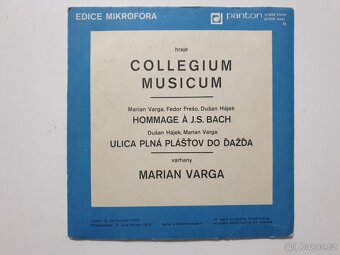 EDICE MIKROFÓRA
panton
hraje
COLLEGIUM
MUSICUM
Marian Varga, Fedor Frešo, Dušan Hájek
HOMMAGE À J.S. BACH
Dušan Hájek, Marian Varga
ULICA PLNÁ PLÁŠŤOV DO DAŽĎA
varhany
MARIAN VARGA